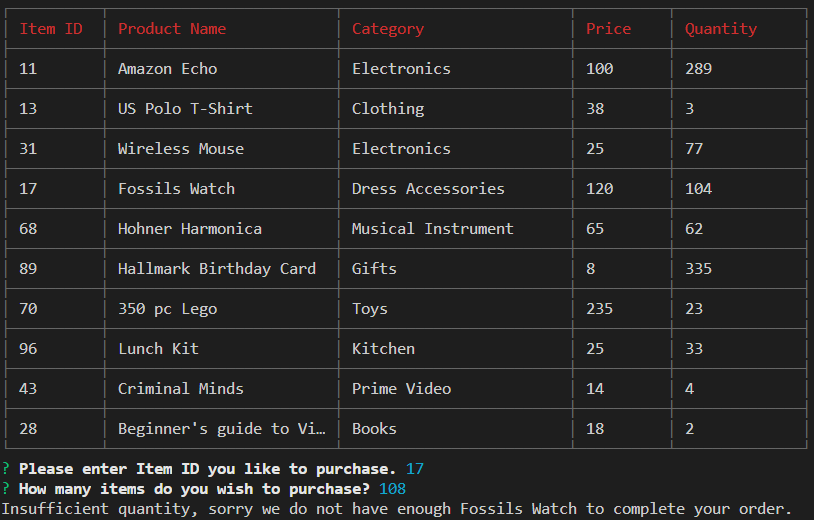 Item ID Product Name Category Price Quantity
11 Amazon Echo Electronics 100 289
13 US Polo T-Shirt Clothing 38 3
31 Wireless Mouse Electronics 25 77
17 Fossils Watch Dress Accessories 120 104
68 Hohner Harmonica Musical Instrument 65 62
89 Hallmark Birthday Card Gifts 8 335
70 350 pc Lego Toys 235 23
96 Lunch Kit Kitchen 25 33
43 Criminal Minds Prime Video 14 4
28 Beginner's guide to Vi… Books 18 2
? Please enter Item ID you like to purchase. 17
? How many items do you wish to purchase? 108
Insufficient quantity, sorry we do not have enough Fossils Watch to complete your order.